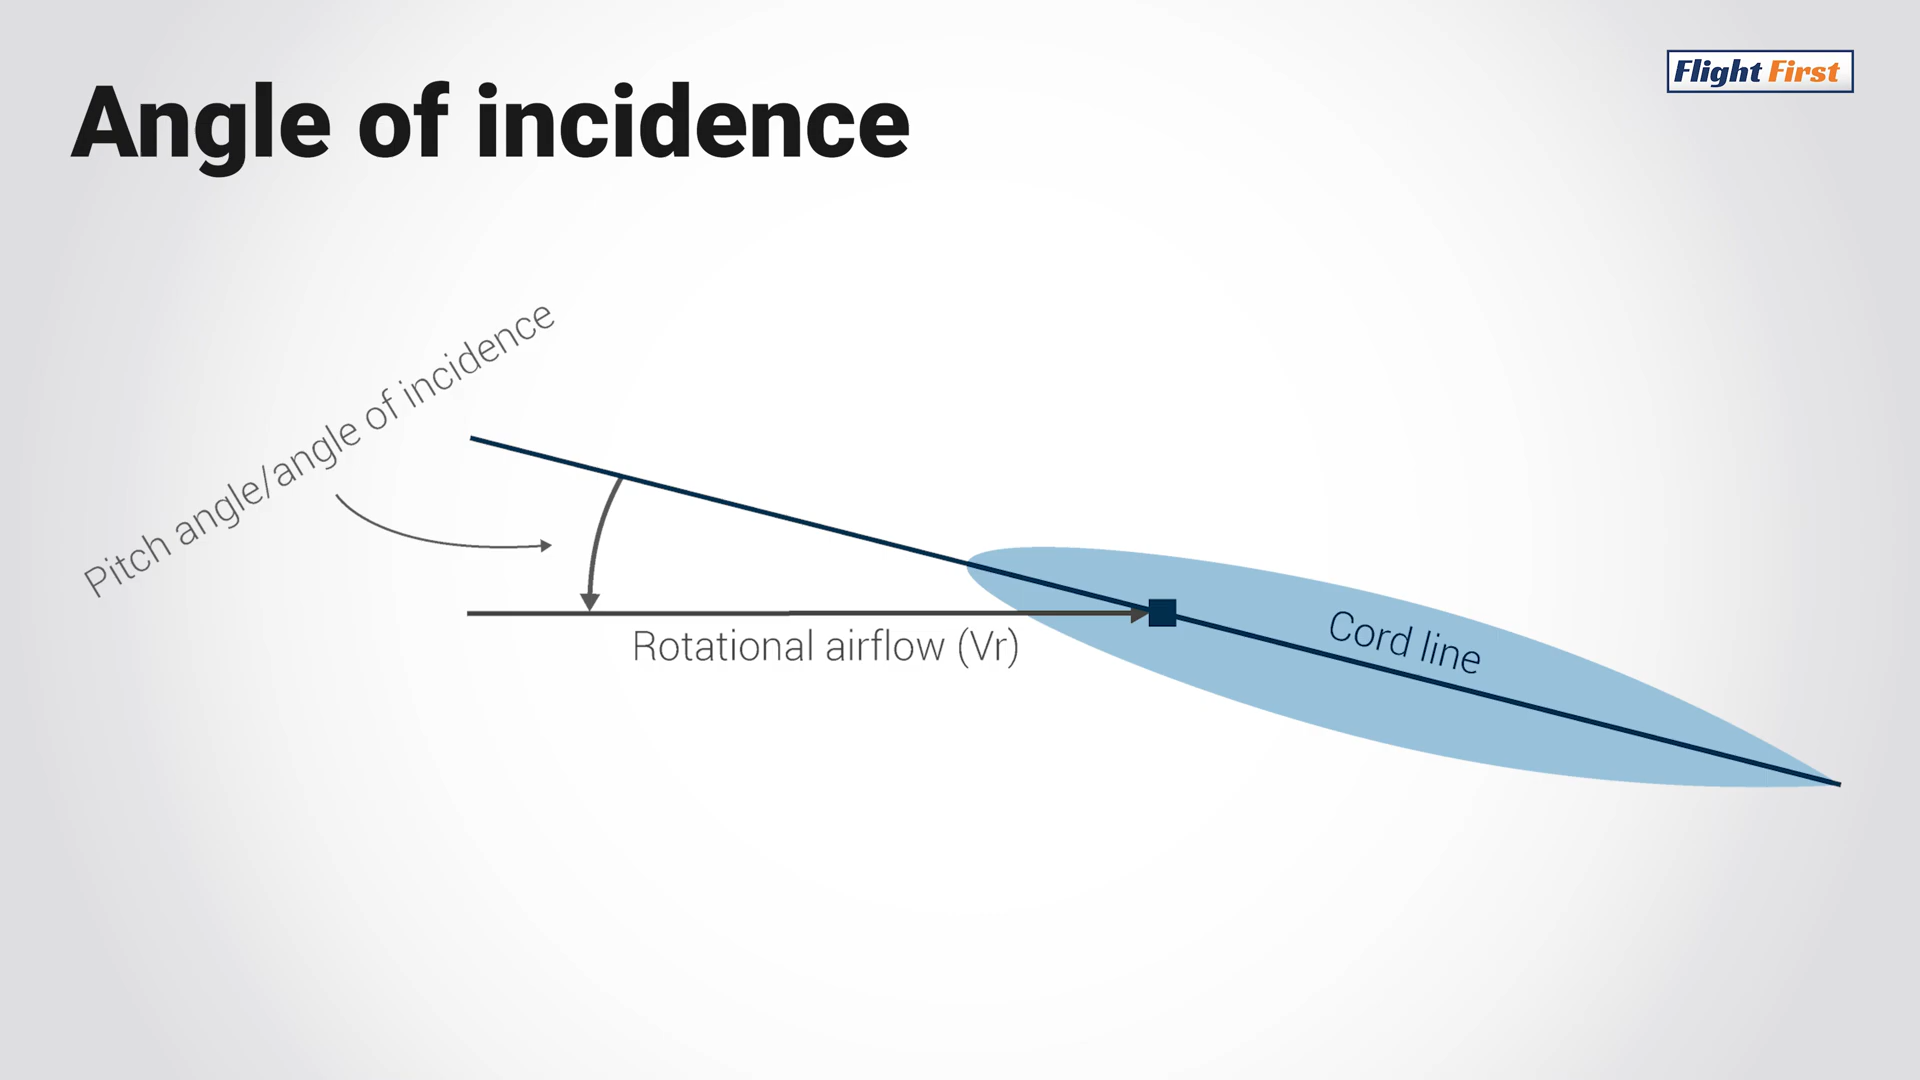 Angle of incidence
Flight First
Pitch angle/angle of incidence
Rotational airflow (Vr)
Cord line